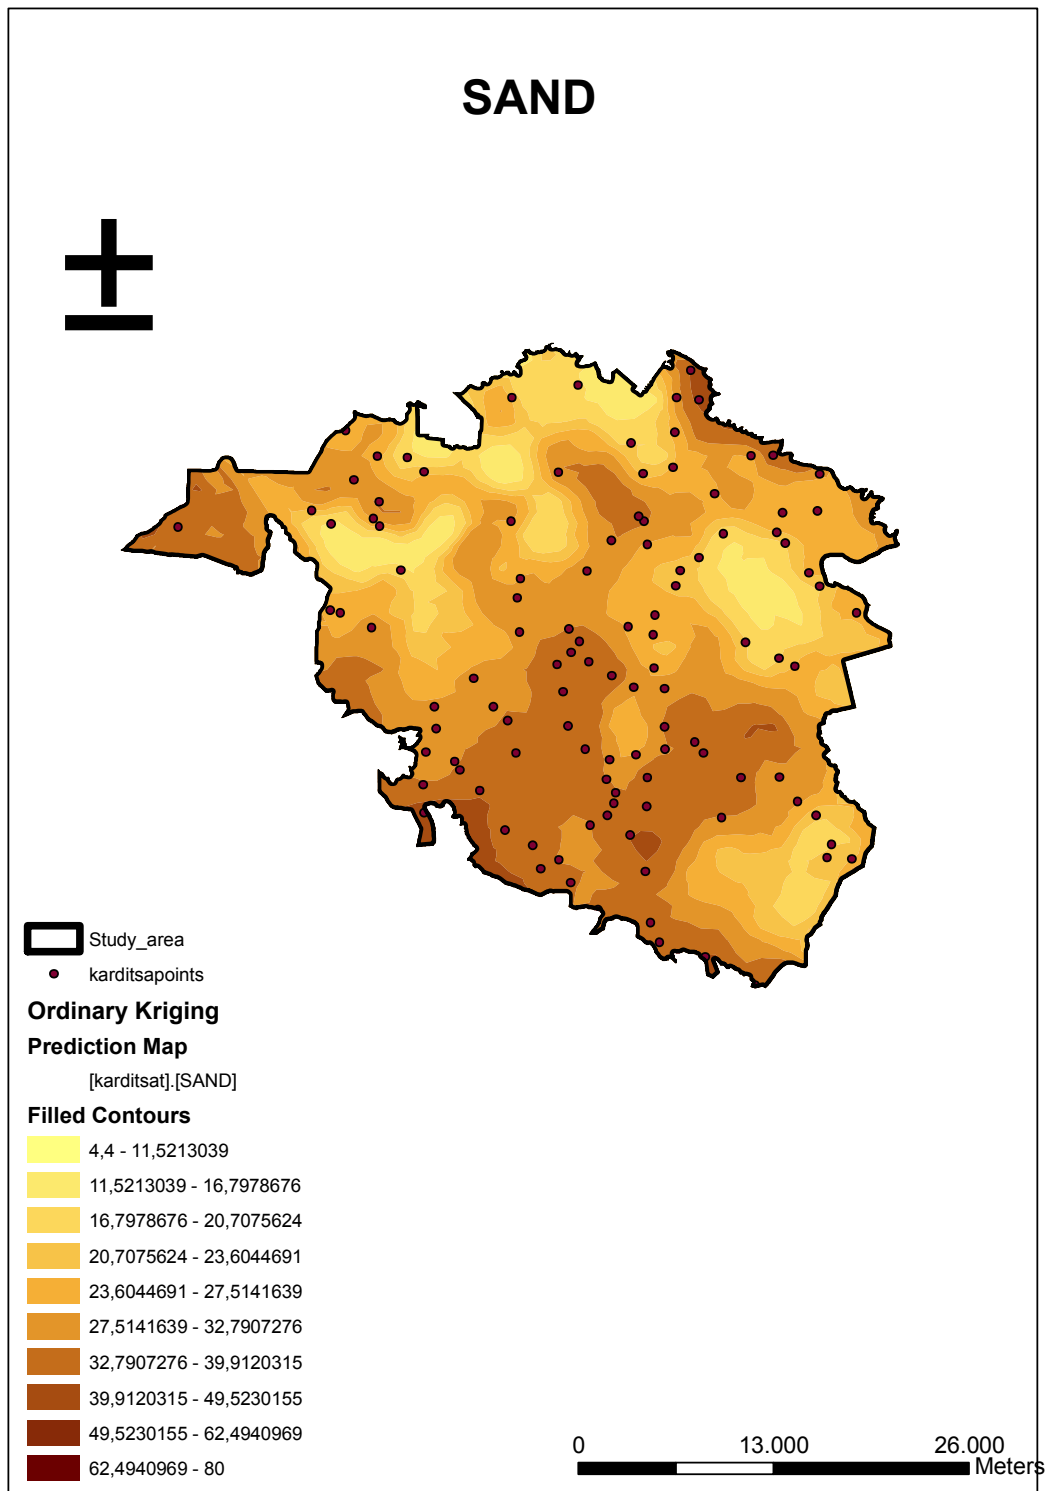 SAND
Study_area
karditsapoints
Ordinary Kriging
Prediction Map
[karditsat].[SAND]
Filled Contours
4,4 - 11,5213039
11,5213039 - 16,7978676
16,7978676 - 20,7075624
20,7075624 - 23,6044691
23,6044691 - 27,5141639
27,5141639 - 32,7907276
32,7907276 - 39,9120315
39,9120315 - 49,5230155
49,5230155 - 62,4940969
62,4940969 - 80
0 13.000 26.000
Meters